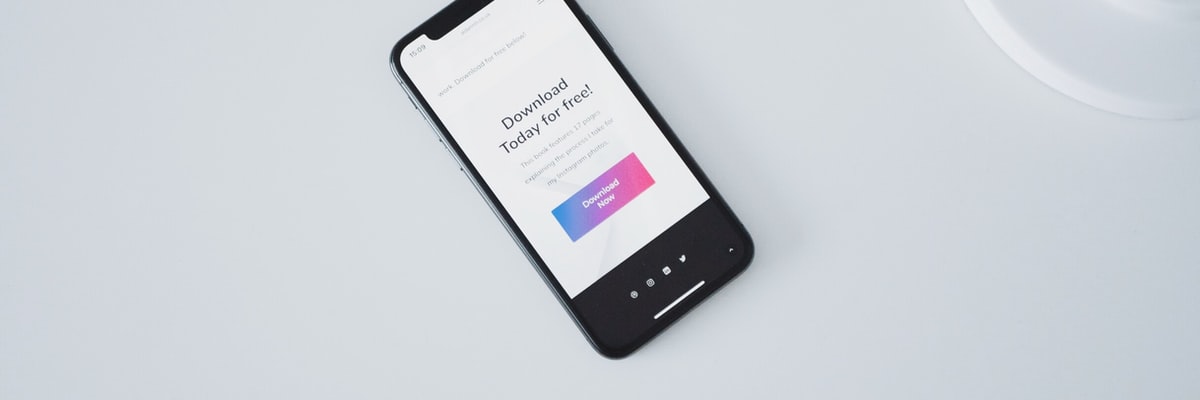 15:09
work. Download for free below!
Download
Today for free!
This book features 17 pages
explaining the process I take for
my Instagram photos.
Download
Now